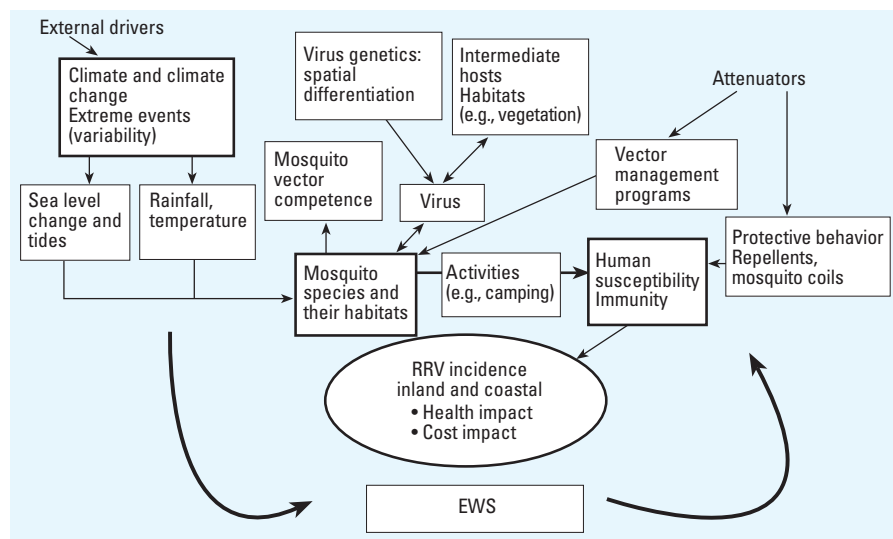 External drivers
Climate and climate
change
Extreme events
(variability)
Sea level
change and
tides
Rainfall,
temperature
Virus genetics:
spatial
differentiation
Intermediate
hosts
Habitats
(e.g., vegetation)
Attenuators
Mosquito
vector
competence
Virus
Vector
management
programs
Mosquito
species and
their habitats
Activities
(e.g., camping)
Human
susceptibility
Immunity
Protective behavior
Repellents,
mosquito coils
RRV incidence
inland and coastal
• Health impact
• Cost impact
EWS